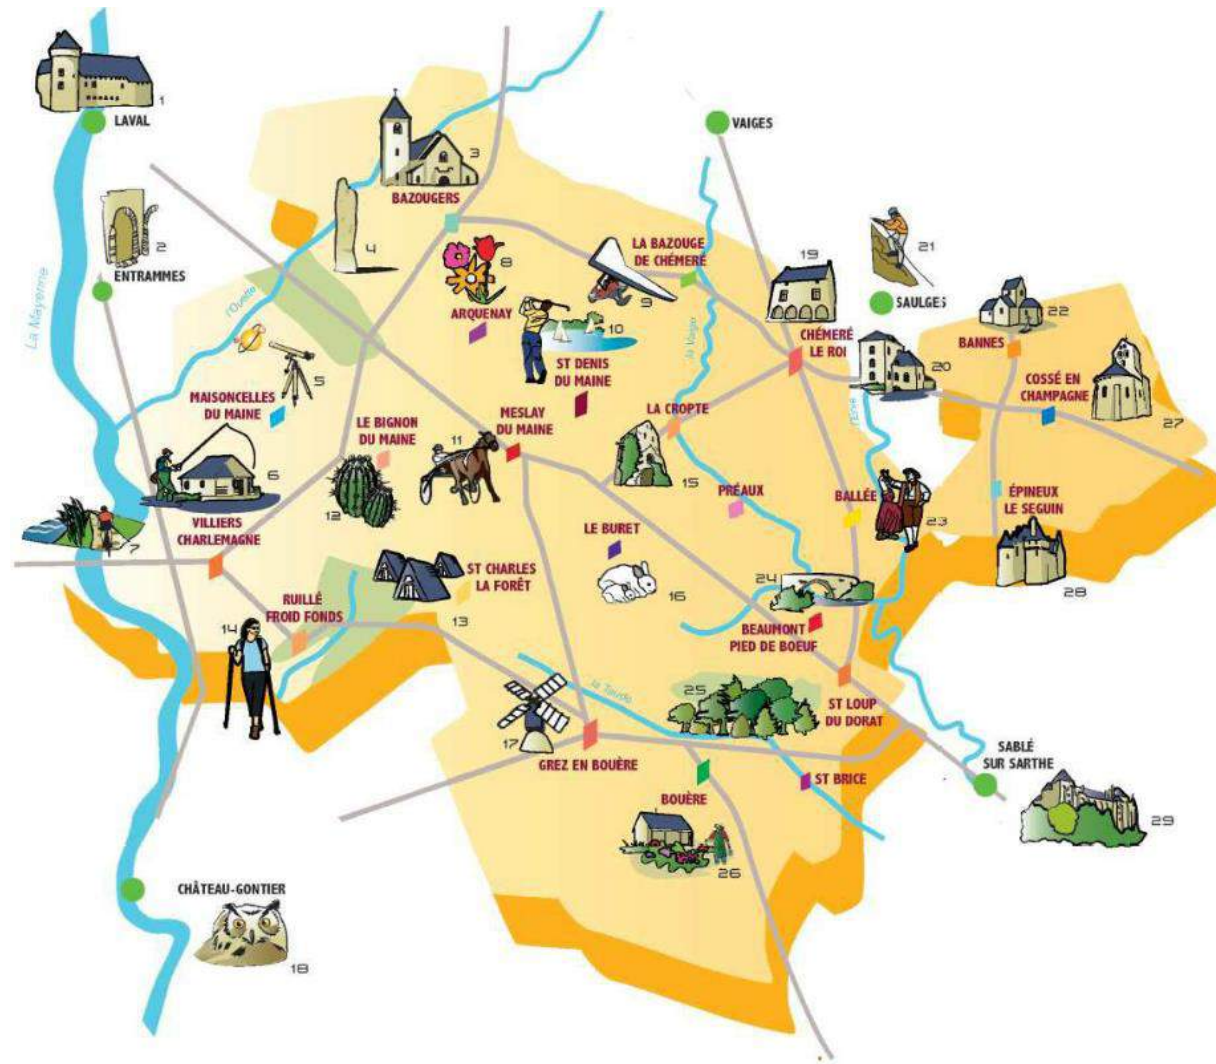 1
LAVAL
VAIGES
3
BAZOUGERS
2
ENTRAMMES
4
La Mayenne
l'Ouette
8
ARQUENAY
LA BAZOUGE
DE CHÉMERÉ
9
10
19
21
SAULGES
22
BANNES
CHÉMERÉ
LE ROI
20
COSSÉ EN
CHAMPAGNE
27
5
MAISONCELLES
DU MAINE
ST DENIS
DU MAINE
LE BIGNON
DU MAINE
MESLAY
DU MAINE
11
LA CROPTE
15
l'Erve
6
VILLIERS
CHARLEMAGNE
7
12
PRÉAUX
BALLÉE
23
ÉPINEUX
LE SEGUIN
28
LE BURET
16
ST CHARLES
LA FORÊT
13
24
BEAUMONT
PIED DE BOEUF
RUILLÉ
FROID FONDS
14
25
ST LOUP
DU DORAT
17
GREZ EN BOUÈRE
SABLÉ
SUR SARTHE
29
BOUÈRE
ST BRICE
26
CHÂTEAU-GONTIER
18